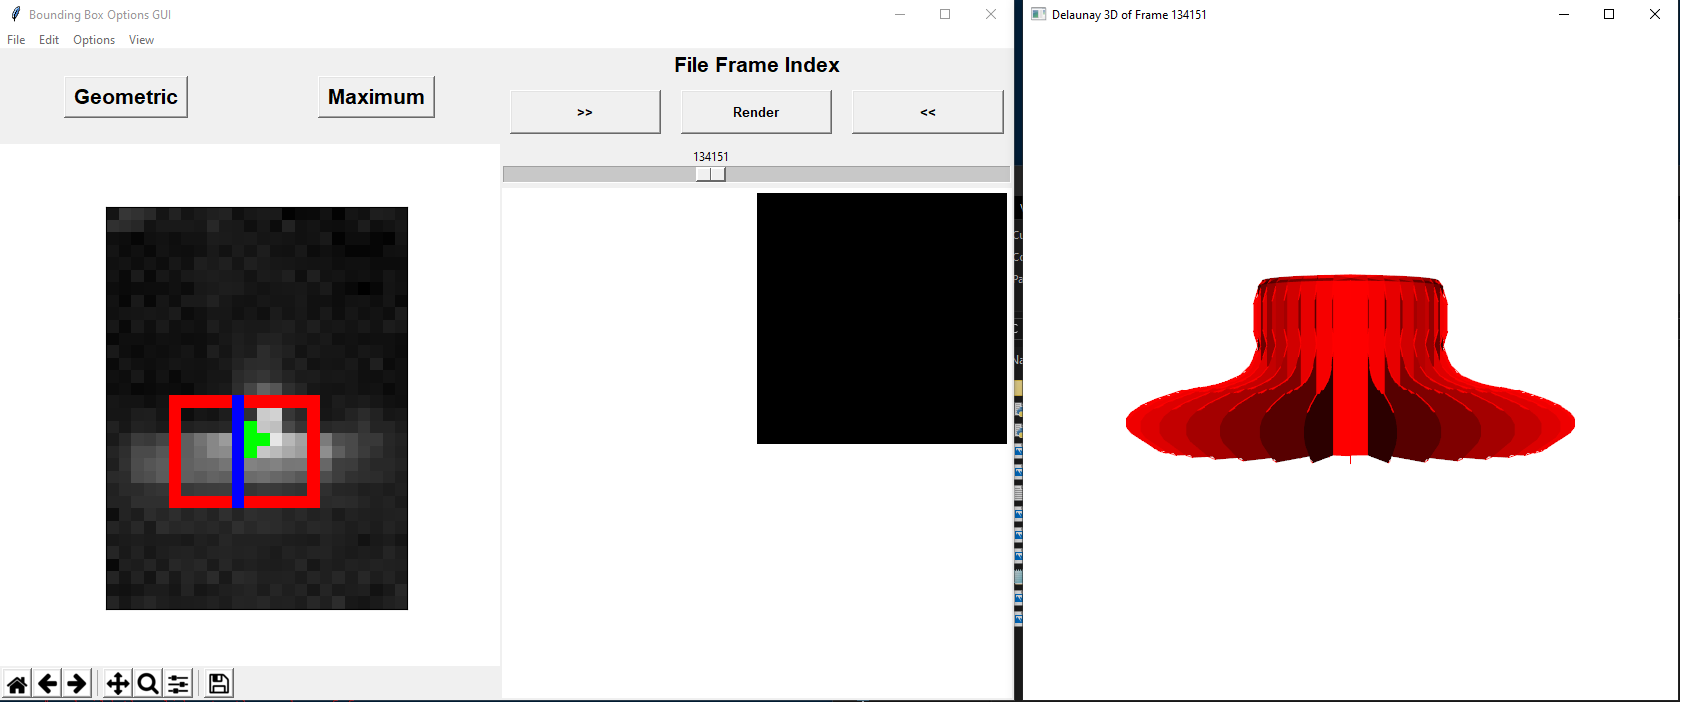 Bounding Box Options GUI
File Edit Options View
Geometric
Maximum
File Frame Index
>>
Render
<<
134151
Delaunay 3D of Frame 134151